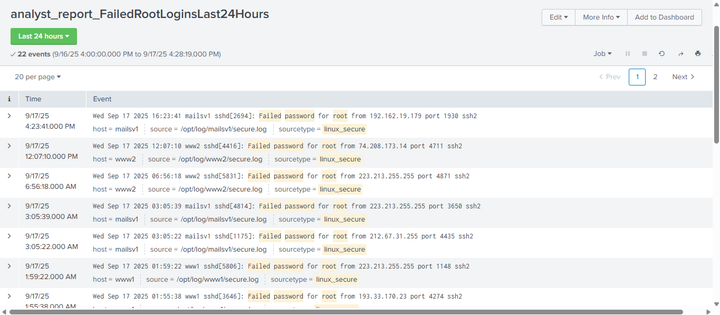 analyst_report_FailedRootLoginsLast24Hours
Edit
More Info
Add to Dashboard
Last 24 hours
✓ 22 events (9/16/25 4:00:00.000 PM to 9/17/25 4:28:19.000 PM)
Job
20 per page
< Prev 1 2 Next >
i Time Event
9/17/25 4:23:41.000 PM
Wed Sep 17 2025 16:23:41 mailsv1 sshd[2694]: Failed password for root from 192.162.19.179 port 1930 ssh2
host = mailsv1 source = /opt/log/mailsv1/secure.log sourcetype = linux_secure
9/17/25 12:07:10.000 PM
Wed Sep 17 2025 12:07:10 www2 sshd[4416]: Failed password for root from 74.208.173.14 port 4711 ssh2
host = www2 source = /opt/log/www2/secure.log sourcetype = linux_secure
9/17/25 6:56:18.000 AM
Wed Sep 17 2025 06:56:18 www2 sshd[5831]: Failed password for root from 223.213.255.255 port 4871 ssh2
host = www2 source = /opt/log/www2/secure.log sourcetype = linux_secure
9/17/25 3:05:39.000 AM
Wed Sep 17 2025 03:05:39 mailsv1 sshd[4814]: Failed password for root from 223.213.255.255 port 3650 ssh2
host = mailsv1 source = /opt/log/mailsv1/secure.log sourcetype = linux_secure
9/17/25 3:05:22.000 AM
Wed Sep 17 2025 03:05:22 mailsv1 sshd[1175]: Failed password for root from 212.67.31.255 port 4435 ssh2
host = mailsv1 source = /opt/log/mailsv1/secure.log sourcetype = linux_secure
9/17/25 1:59:22.000 AM
Wed Sep 17 2025 01:59:22 www1 sshd[5806]: Failed password for root from 223.213.255.255 port 1148 ssh2
host = www1 source = /opt/log/www1/secure.log sourcetype = linux_secure
9/17/25 1:55:38.000 AM
Wed Sep 17 2025 01:55:38 www1 sshd[3646]: Failed password for root from 193.33.170.23 port 4274 ssh2